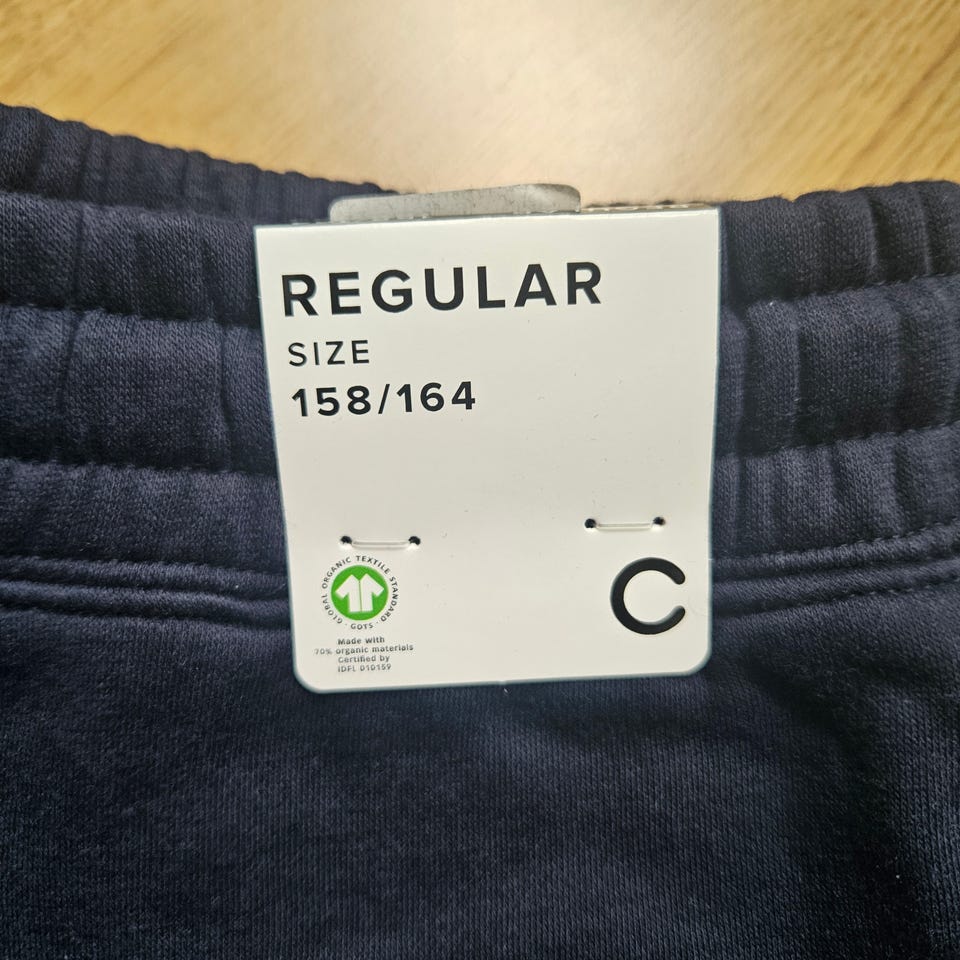 REGULAR
SIZE
158/164
GLOBAL ORGANIC TEXTILE STANDARD · GOTS ·
Made with
70% organic materials
Certified by
IDFL 010159
C